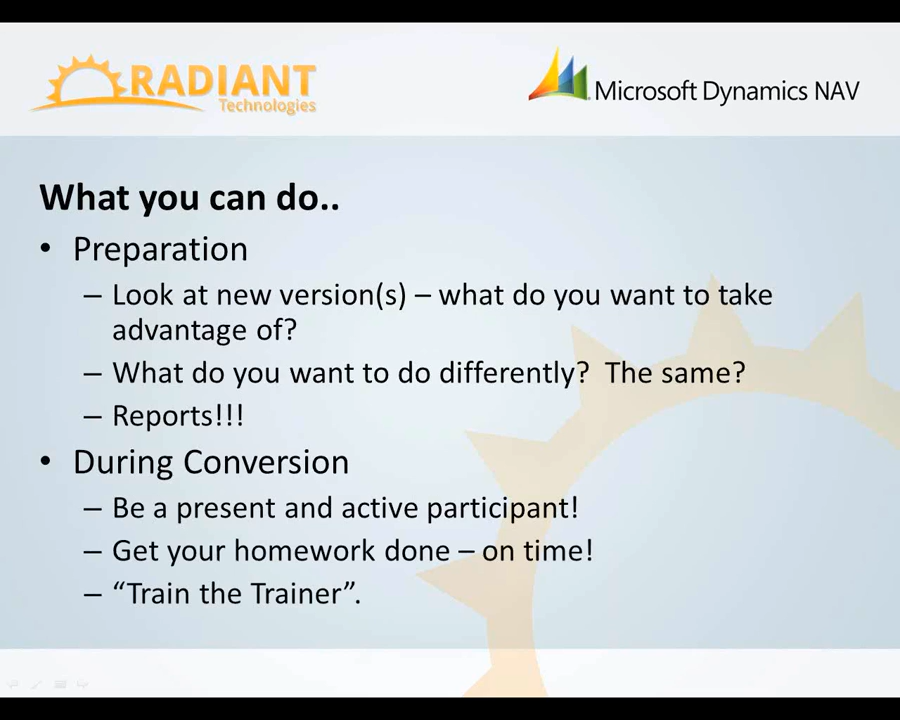 RADIANT
Technologies
Microsoft Dynamics NAV
What you can do..
• Preparation
– Look at new version(s) – what do you want to take
advantage of?
– What do you want to do differently?  The same?
– Reports!!!
• During Conversion
– Be a present and active participant!
– Get your homework done – on time!
– “Train the Trainer”.